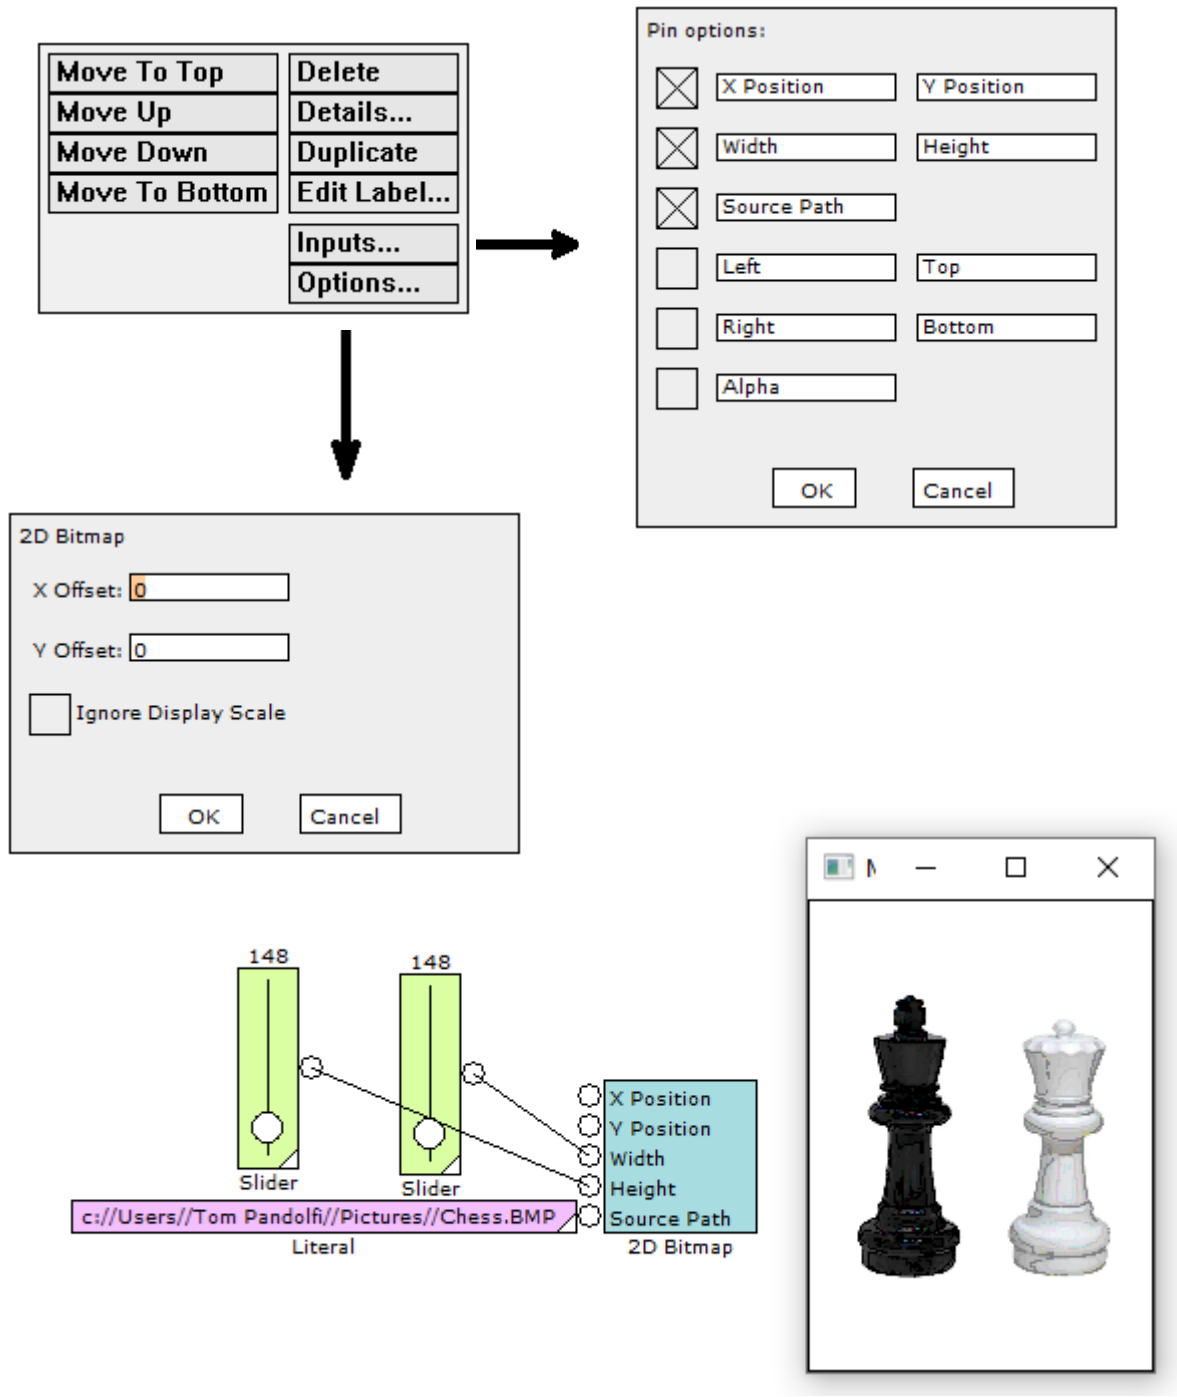 Move To Top
Delete
Move Up
Details...
Move Down
Duplicate
Move To Bottom
Edit Label...
Inputs...
Options...
Pin options:
X Position
Y Position
Width
Height
Source Path
Left
Top
Right
Bottom
Alpha
OK
Cancel
2D Bitmap
X Offset: 0
Y Offset: 0
Ignore Display Scale
OK
Cancel
148
148
Slider
Slider
c://Users//Tom Pandolfi//Pictures//Chess.BMP
Literal
X Position
Y Position
Width
Height
Source Path
2D Bitmap